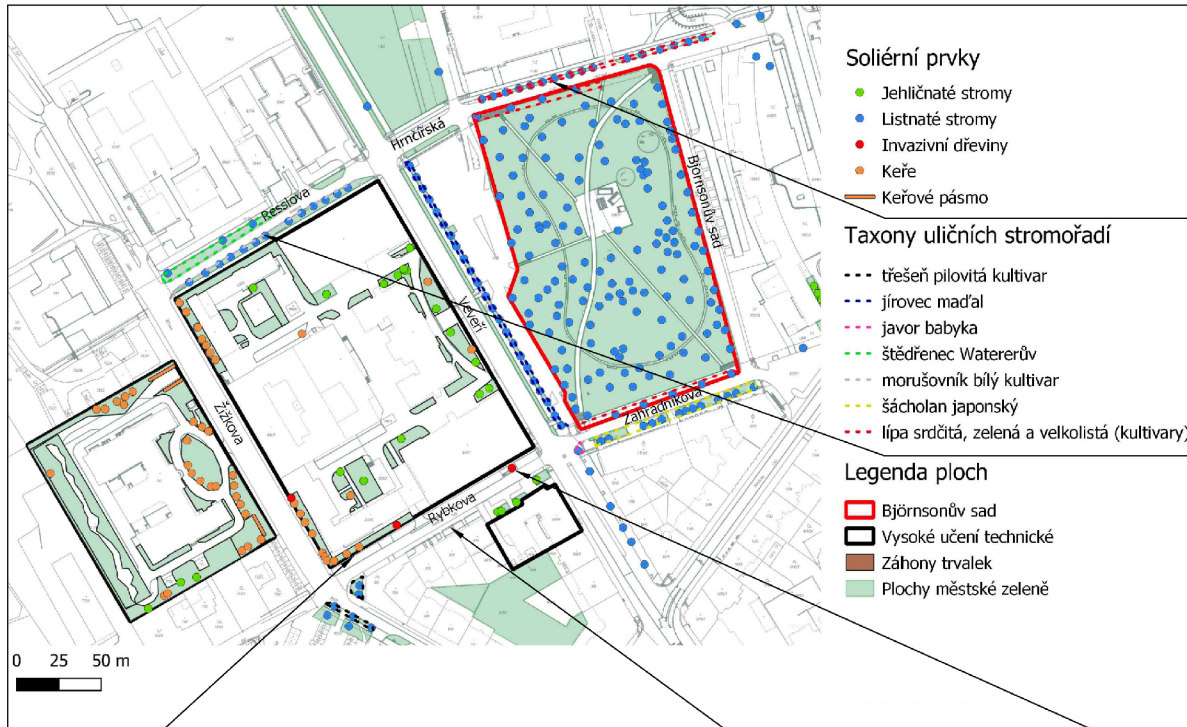 Hrnčířská
Resslova
Björnsonův sad
Veveří
Žižkova
Zahradníkova
Rybkova
0 25 50 m
Soliérní prvky
Jehličnaté stromy
Listnaté stromy
Invazivní dřeviny
Keře
Keřové pásmo
Taxony uličních stromořadí
třešeň pilovitá kultivar
jírovec maďal
javor babyka
štědřenec Watererův
morušovník bílý kultivar
šácholan japonský
lípa srdčitá, zelená a velkolistá (kultivary)
Legenda ploch
Björnsonův sad
Vysoké učení technické
Záhony trvalek
Plochy městské zeleně